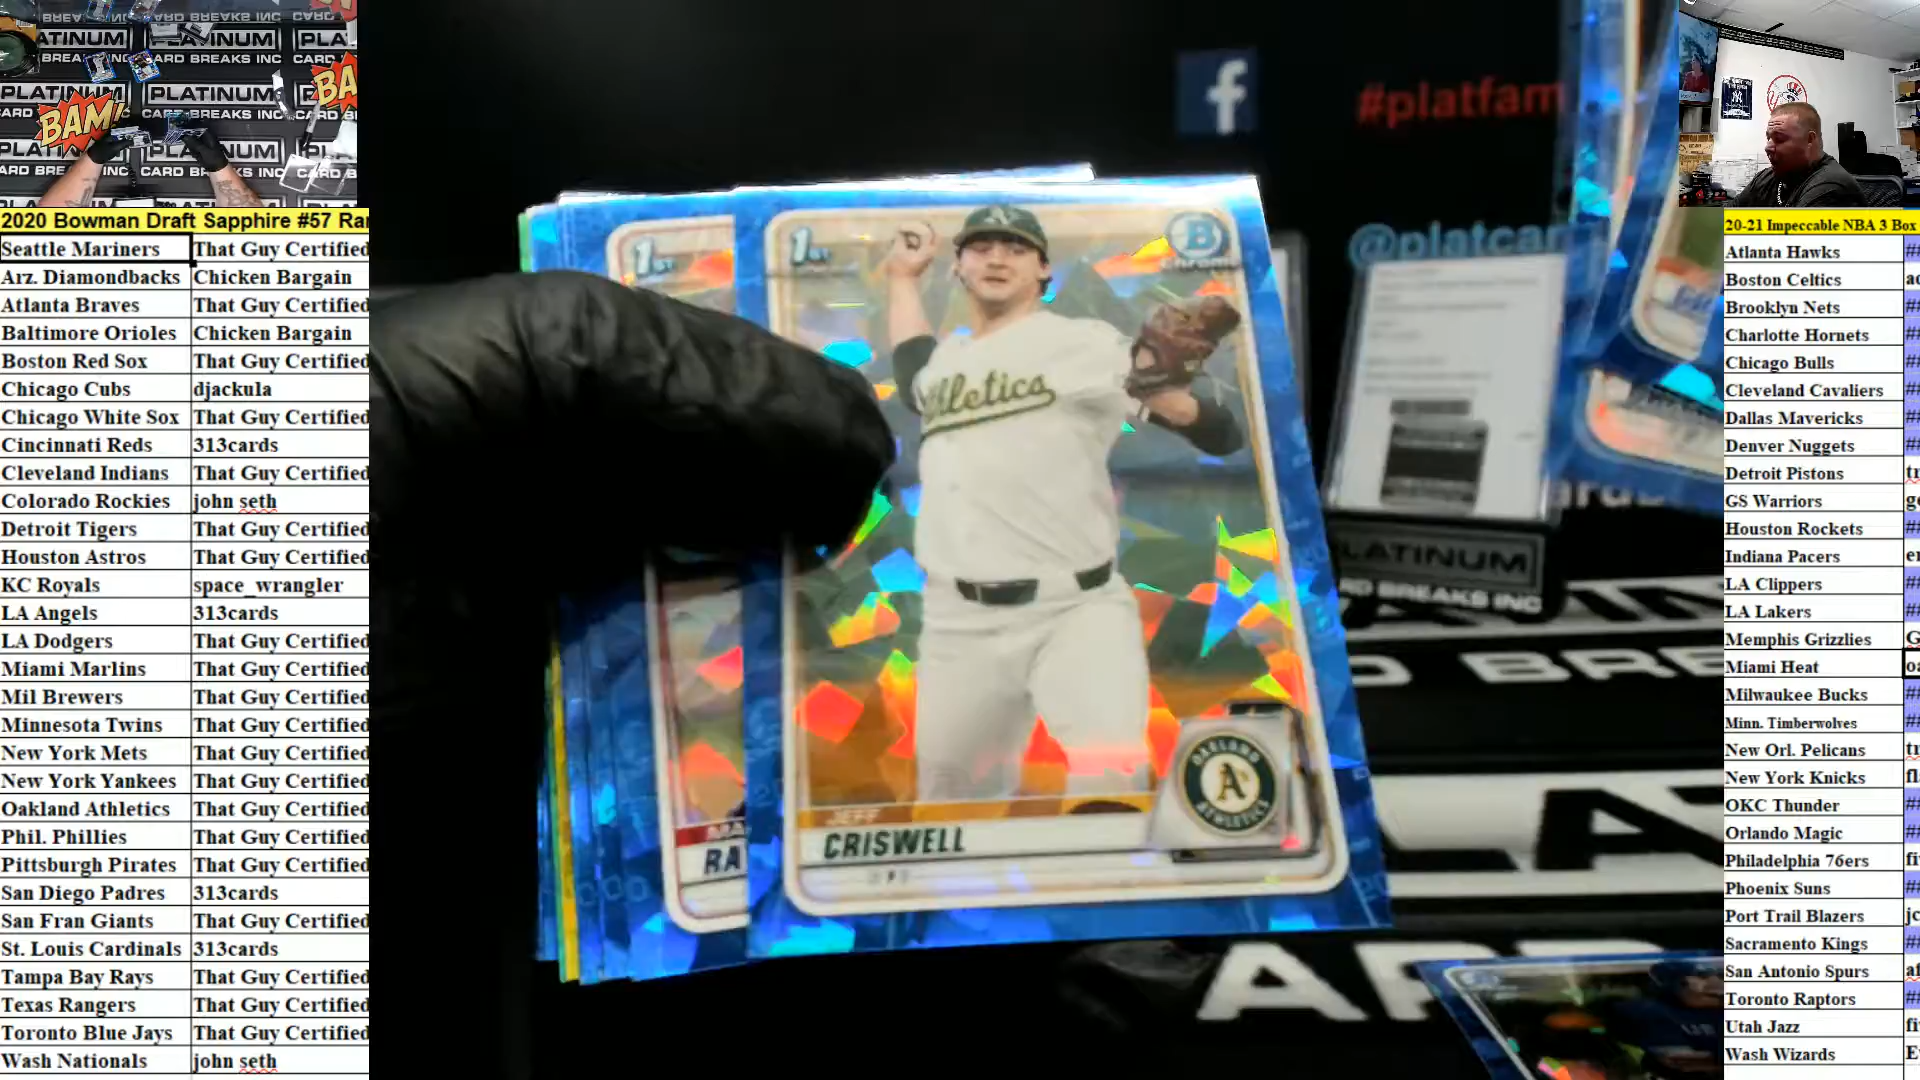 PLATINUM
CARD BREAKS INC
BAM!
2020 Bowman Draft Sapphire #57 Ran
Seattle Mariners That Guy Certified
Arz. Diamondbacks Chicken Bargain
Atlanta Braves That Guy Certified
Baltimore Orioles Chicken Bargain
Boston Red Sox That Guy Certified
Chicago Cubs djackula
Chicago White Sox That Guy Certified
Cincinnati Reds 313cards
Cleveland Indians That Guy Certified
Colorado Rockies john seth
Detroit Tigers That Guy Certified
Houston Astros That Guy Certified
KC Royals space_wrangler
LA Angels 313cards
LA Dodgers That Guy Certified
Miami Marlins That Guy Certified
Mil Brewers That Guy Certified
Minnesota Twins That Guy Certified
New York Mets That Guy Certified
New York Yankees That Guy Certified
Oakland Athletics That Guy Certified
Phil. Phillies That Guy Certified
Pittsburgh Pirates That Guy Certified
San Diego Padres 313cards
San Fran Giants That Guy Certified
St. Louis Cardinals 313cards
Tampa Bay Rays That Guy Certified
Texas Rangers That Guy Certified
Toronto Blue Jays That Guy Certified
Wash Nationals john seth
#platfam
@platcar
1ST
1ST
B
Chrome
Athletics
OAKLAND
A's
ATHLETICS
JEFF
CRISWELL
P
RA
PLATINUM
RD BREAKS INC
20-21 Impeccable NBA 3 Box
Atlanta Hawks ##
Boston Celtics
Brooklyn Nets ##
Charlotte Hornets ##
Chicago Bulls ##
Cleveland Cavaliers ##
Dallas Mavericks ##
Denver Nuggets ##
Detroit Pistons
GS Warriors
Houston Rockets ##
Indiana Pacers
LA Clippers ##
LA Lakers ##
Memphis Grizzlies
Miami Heat
Milwaukee Bucks ##
Minn. Timberwolves ##
New Orl. Pelicans
New York Knicks
OKC Thunder ##
Orlando Magic ##
Philadelphia 76ers
Phoenix Suns ##
Port Trail Blazers
Sacramento Kings ##
San Antonio Spurs
Toronto Raptors ##
Utah Jazz
Wash Wizards